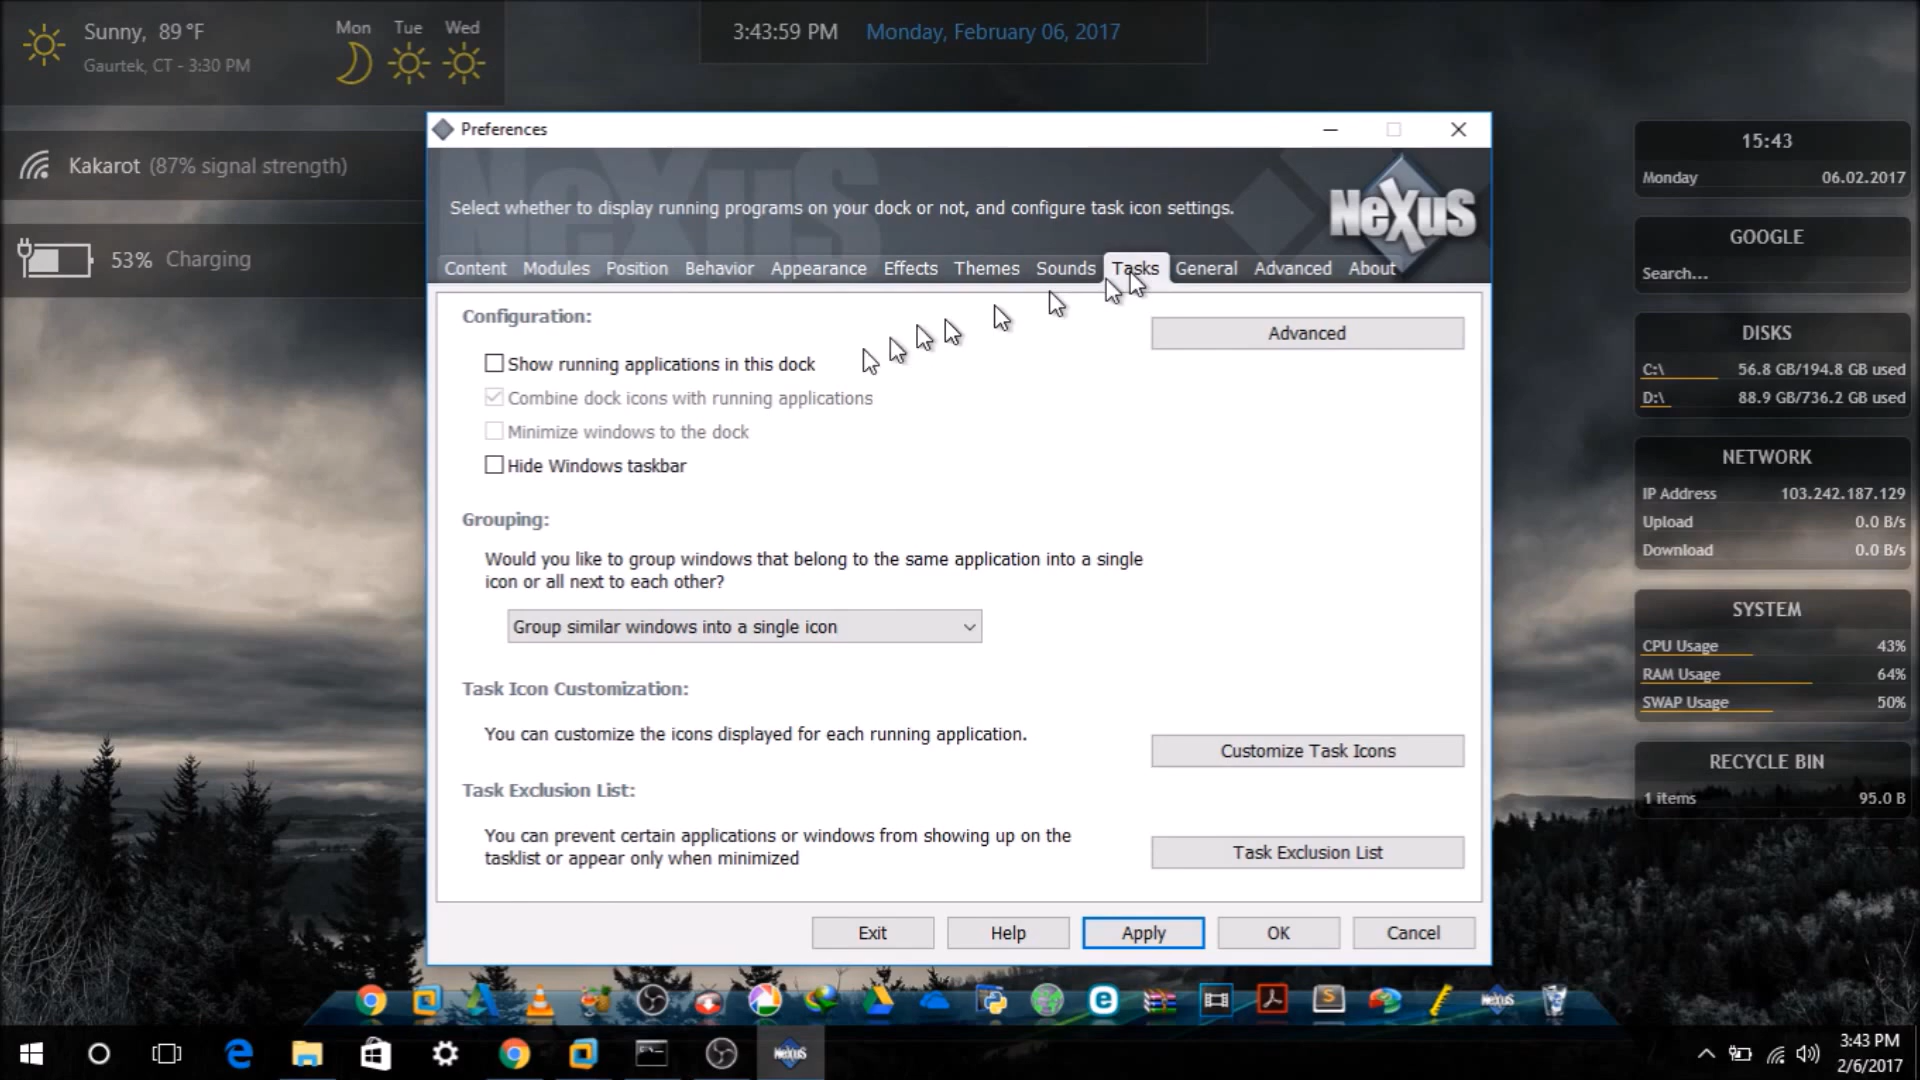 Sunny, 89 °F
Gaurtek, CT - 3:30 PM
Mon Tue Wed
3:43:59 PM Monday, February 06, 2017
Kakarot (87% signal strength)
53% Charging
Preferences
NeXuS
Select whether to display running programs on your dock or not, and configure task icon settings.
NeXuS
Content Modules Position Behavior Appearance Effects Themes Sounds Tasks General Advanced About
Configuration:
Advanced
Show running applications in this dock
Combine dock icons with running applications
Minimize windows to the dock
Hide Windows taskbar
Grouping:
Would you like to group windows that belong to the same application into a single
icon or all next to each other?
Group similar windows into a single icon
Task Icon Customization:
You can customize the icons displayed for each running application.
Customize Task Icons
Task Exclusion List:
You can prevent certain applications or windows from showing up on the
tasklist or appear only when minimized
Task Exclusion List
Exit Help Apply OK Cancel
15:43
Monday 06.02.2017
GOOGLE
Search...
DISKS
C:\ 56.8 GB/194.8 GB used
D:\ 88.9 GB/736.2 GB used
NETWORK
IP Address 103.242.187.129
Upload 0.0 B/s
Download 0.0 B/s
SYSTEM
CPU Usage 43%
RAM Usage 64%
SWAP Usage 50%
RECYCLE BIN
1 items 95.0 B
NeXuS
NeXuS
3:43 PM
2/6/2017